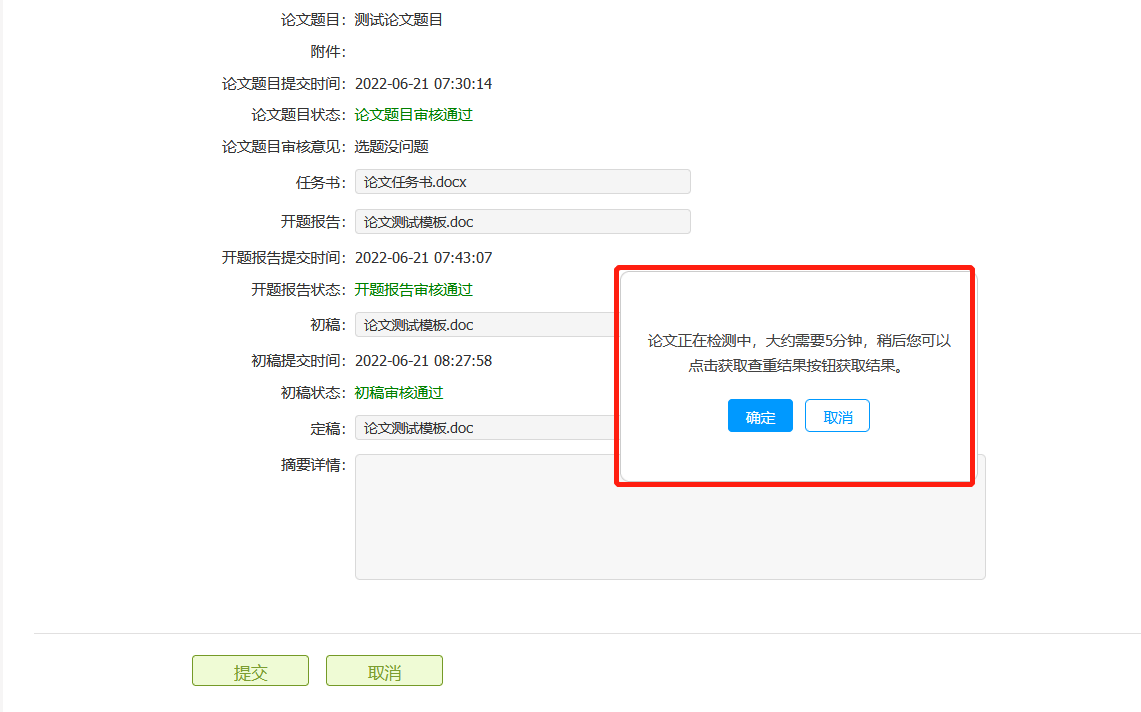 论文题目： 测试论文题目
附件：
论文题目提交时间： 2022-06-21 07:30:14
论文题目状态： 论文题目审核通过
论文题目审核意见： 选题没问题
任务书： 论文任务书.docx
开题报告： 论文测试模板.doc
开题报告提交时间： 2022-06-21 07:43:07
开题报告状态： 开题报告审核通过
初稿： 论文测试模板.doc
初稿提交时间： 2022-06-21 08:27:58
初稿状态： 初稿审核通过
定稿： 论文测试模板.doc
摘要详情：
论文正在检测中，大约需要5分钟，稍后您可以
点击获取查重结果按钮获取结果。
确定 取消
提交 取消